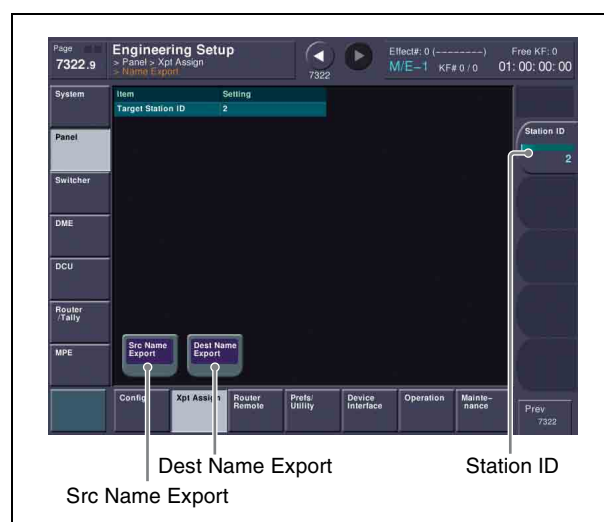 Page
7322.9
Engineering Setup
> Panel > Xpt Assign
> Name Export
7322
Effect#: 0 (--------)
M/E-1 KF# 0 / 0
Free KF: 0
01: 00: 00: 00
System
Panel
Switcher
DME
DCU
Router
/Tally
MPE
Item Setting
Target Station ID 2
Station ID
2
Src Name
Export
Dest Name
Export
Config
Xpt Assign
Router
Remote
Prefs/
Utility
Device
Interface
Operation
Mainte-
nance
Prev
7322
Dest Name Export
Station ID
Src Name Export